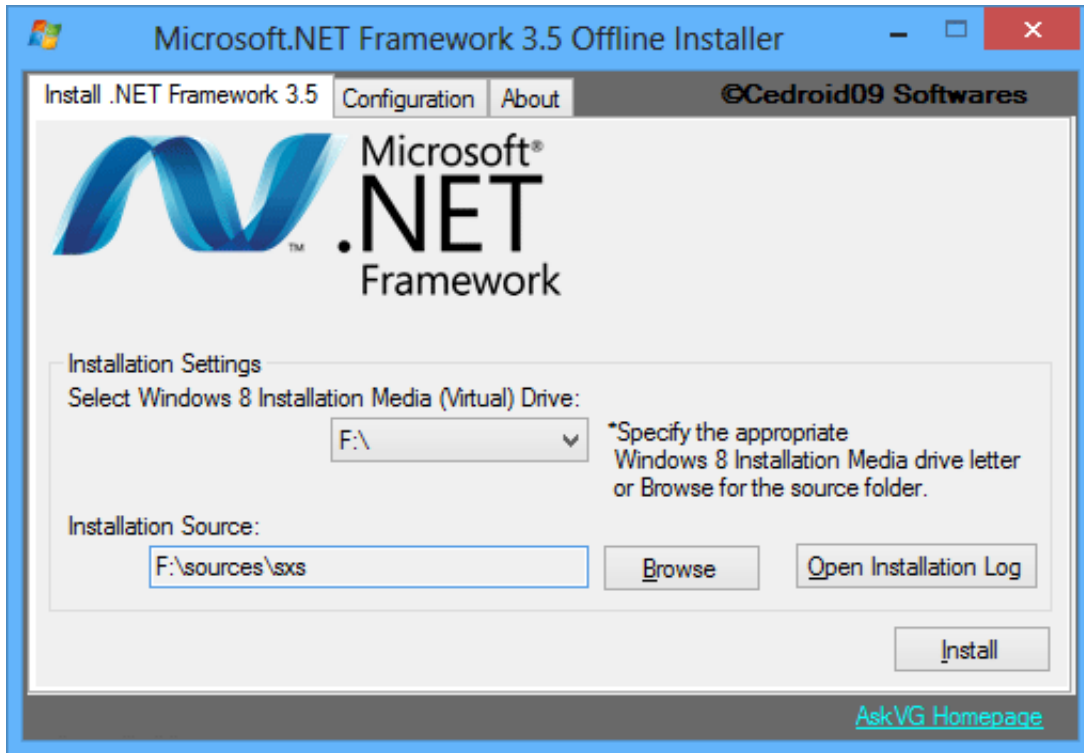 Microsoft.NET Framework 3.5 Offline Installer
Install .NET Framework 3.5 Configuration About ©Cedroid09 Softwares
Microsoft®
.NET
Framework
TM
Installation Settings
Select Windows 8 Installation Media (Virtual) Drive:
F:\
*Specify the appropriate
Windows 8 Installation Media drive letter
or Browse for the source folder.
Installation Source:
F:\sources\sxs Browse Open Installation Log
Install
AskVG Homepage